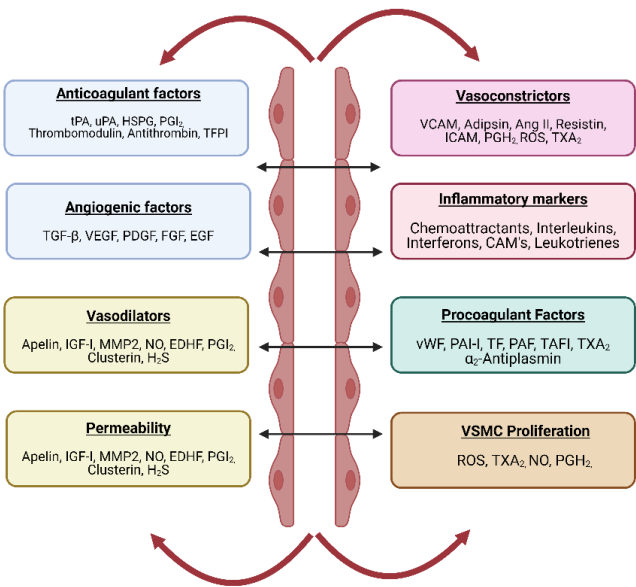 Anticoagulant factors
tPA, uPA, HSPG, PGI₂,
Thrombomodulin, Antithrombin, TFPI
Angiogenic factors
TGF-β, VEGF, PDGF, FGF, EGF
Vasodilators
Apelin, IGF-I, MMP2, NO, EDHF, PGI₂,
Clusterin, H₂S
Permeability
Apelin, IGF-I, MMP2, NO, EDHF, PGI₂,
Clusterin, H₂S
Vasoconstrictors
VCAM, Adipsin, Ang II, Resistin,
ICAM, PGH₂, ROS, TXA₂
Inflammatory markers
Chemoattractants, Interleukins,
Interferons, CAM's, Leukotrienes
Procoagulant Factors
vWF, PAI-I, TF, PAF, TAFI, TXA₂
α₂-Antiplasmin
VSMC Proliferation
ROS, TXA₂, NO, PGH₂,